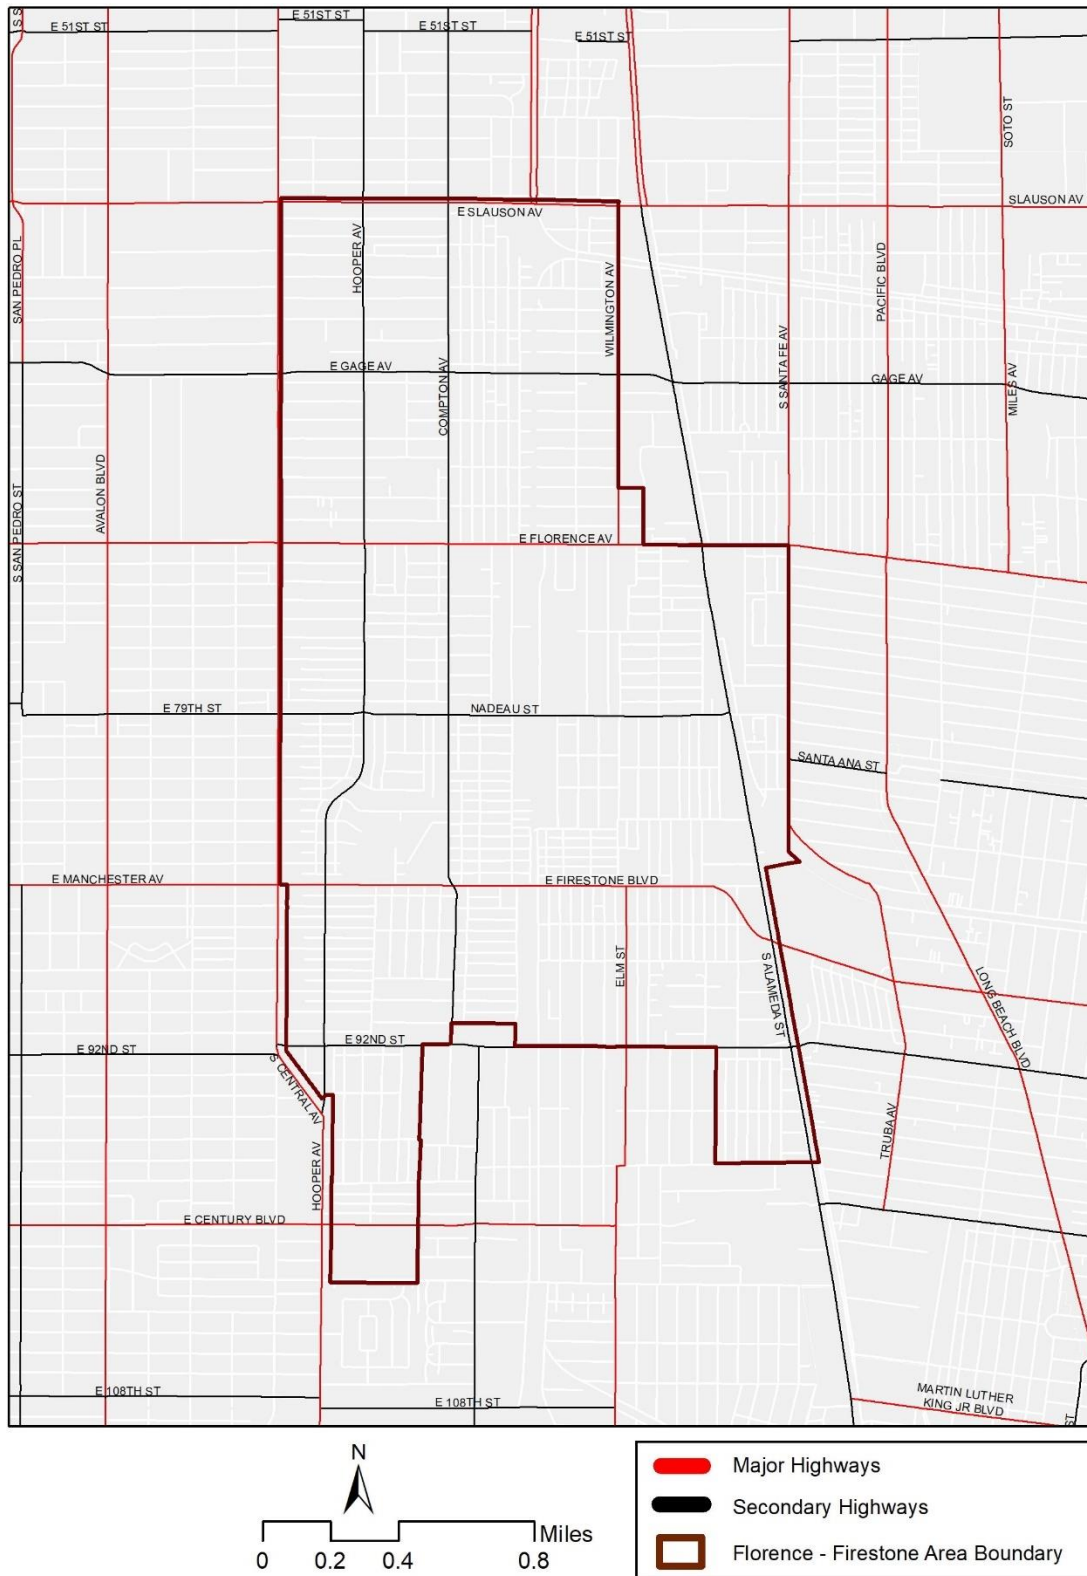 S S
E 51ST ST
E 51ST ST
E 51ST ST
E 51ST ST
SOTO ST
SLAUSON AV
E SLAUSON AV
SAN PEDRO PL
HOOPER AV
WILMINGTON AV
PACIFIC BLVD
S SANTA FE AV
E GAGE AV
COMPTON AV
GAGE AV
MILES AV
S SAN PEDRO ST
AVALON BLVD
E FLORENCE AV
E 79TH ST
NADEAU ST
SANTA ANA ST
E MANCHESTER AV
E FIRESTONE BLVD
ELM ST
S ALAMEDA ST
LONG BEACH BLVD
E 92ND ST
E 92ND ST
S CENTRAL AV
TRUBA AV
HOOPER AV
E CENTURY BLVD
E 108TH ST
E 108TH ST
MARTIN LUTHER
KING JR BLVD
ST
N
Miles
0 0.2 0.4 0.8
Major Highways
Secondary Highways
Florence - Firestone Area Boundary